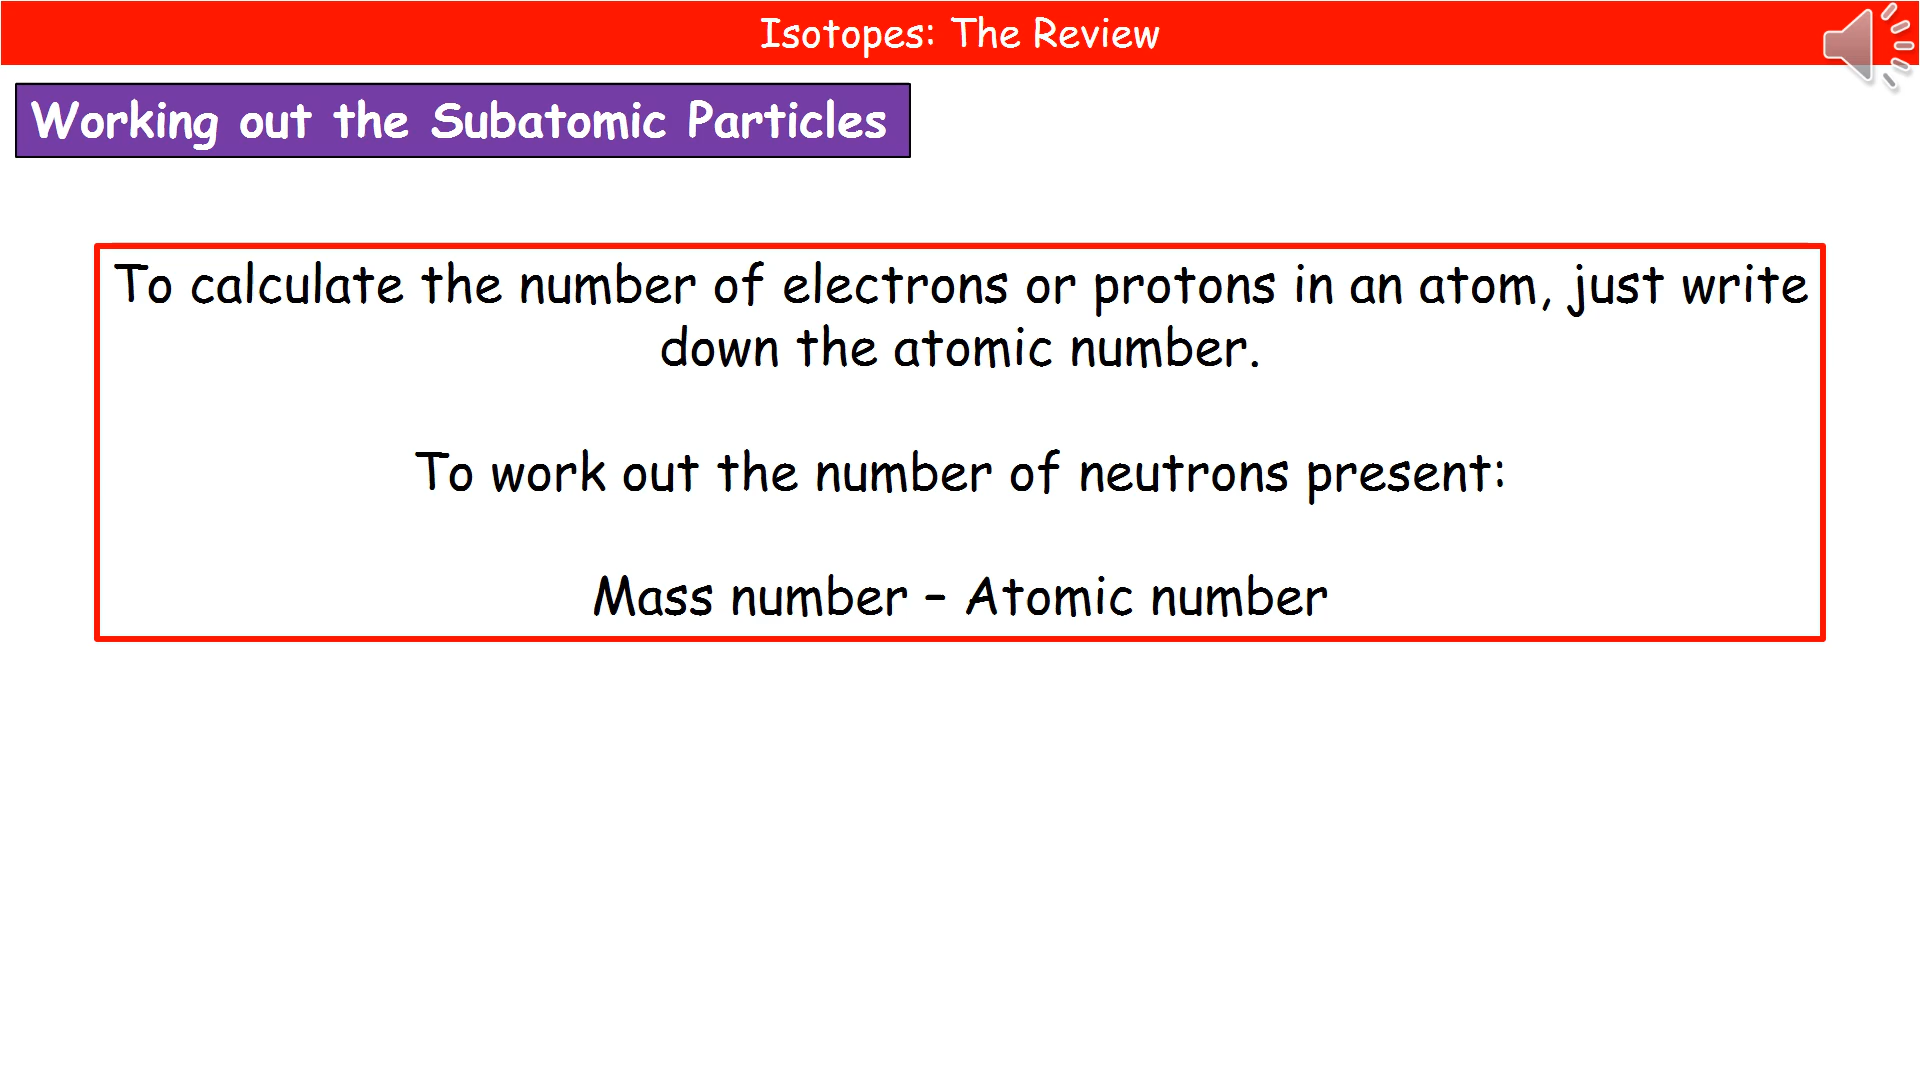 Isotopes: The Review
Working out the Subatomic Particles
To calculate the number of electrons or protons in an atom, just write
down the atomic number.
To work out the number of neutrons present:
Mass number – Atomic number